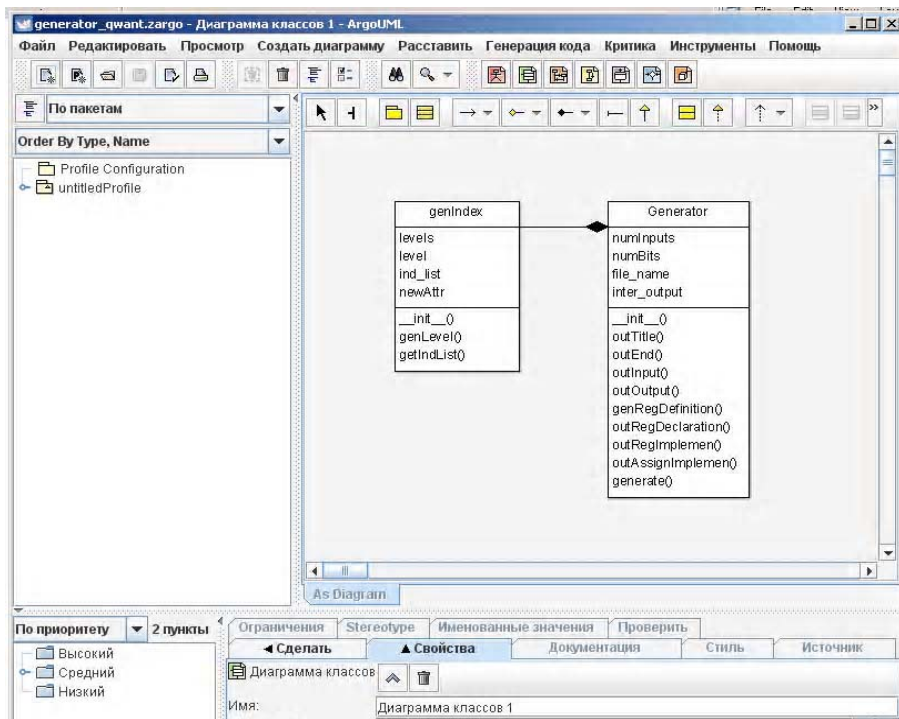 generator_qwant.zargo - Диаграмма классов 1 - ArgoUML
Файл Редактировать Просмотр Создать диаграмму Расставить Генерация кода Критика Инструменты Помощь
По пакетам
Order By Type, Name
Profile Configuration
untitledProfile
genIndex
levels
level
ind_list
newAttr
__init__()
genLevel()
getIndList()
Generator
numInputs
numBits
file_name
inter_output
__init__()
outTitle()
outEnd()
outInput()
outOutput()
genRegDefinition()
outRegDeclaration()
outRegImplemen()
outAssignImplemen()
generate()
As Diagram
По приоритету 2 пункты
Высокий
Средний
Низкий
Ограничения Stereotype Именованные значения Проверить
Сделать Свойства Документация Стиль Источник
Диаграмма классов
Имя: Диаграмма классов 1